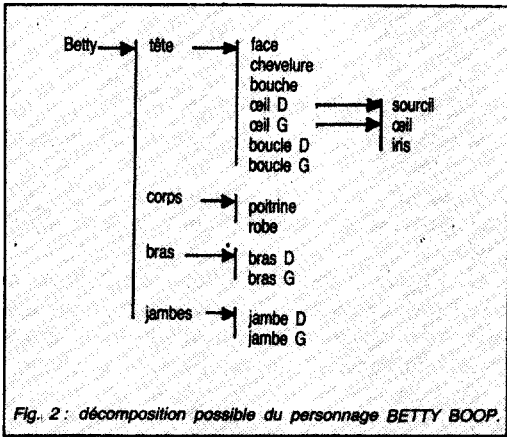 Betty tête face
chevelure
bouche
œil D sourcil
œil G œil
boucle D iris
boucle G
corps poitrine
robe
bras bras D
bras G
jambes jambe D
jambe G
Fig. 2 : décomposition possible du personnage BETTY BOOP.